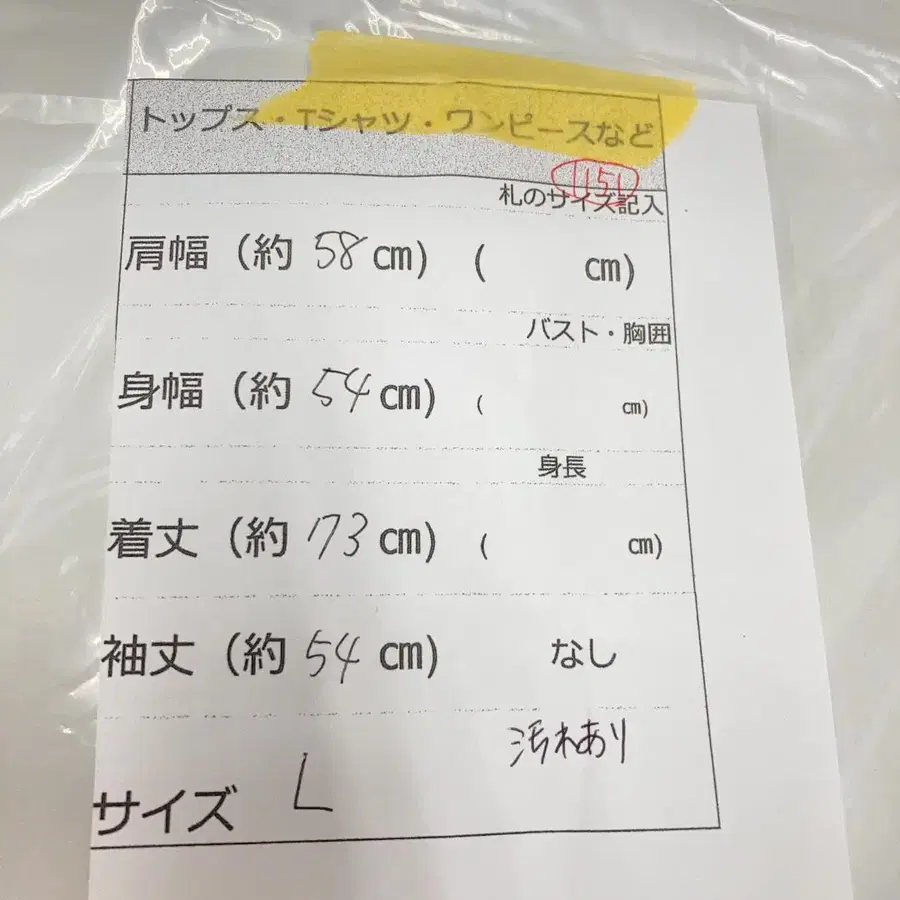 トップス・Tシャツ・ワンピースなど
151
札のサイズ記入
肩幅（約 58 cm）（ cm）
バスト・胸囲
身幅（約 54 cm）（ cm）
身長
着丈（約 73 cm）（ cm）
袖丈（約 54 cm） なし
汚れあり
サイズ L